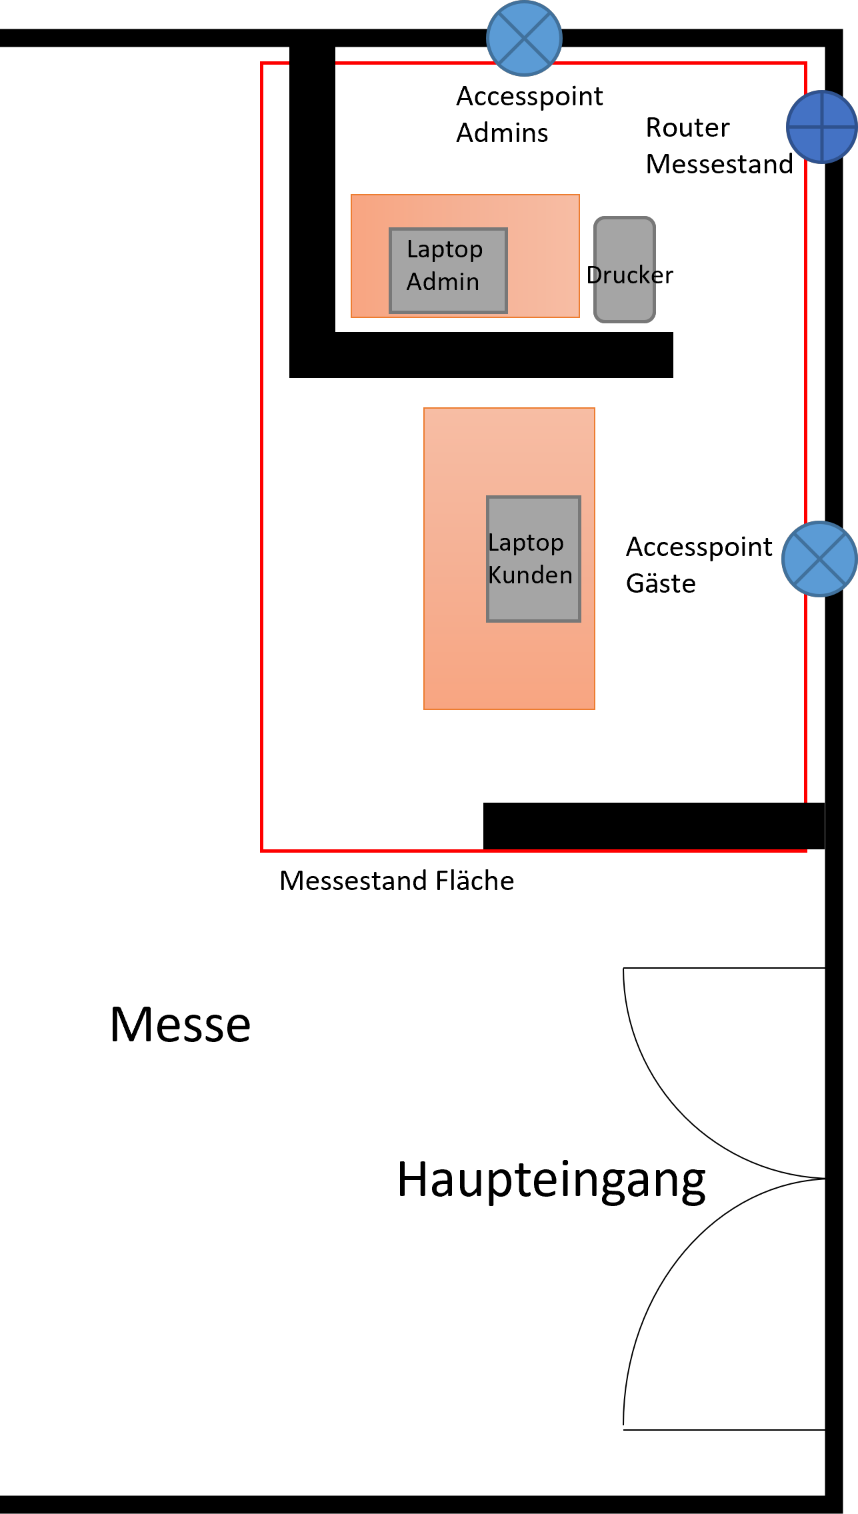 Accesspoint
Admins
Router
Messestand
Laptop
Admin
Drucker
Laptop
Kunden
Accesspoint
Gäste
Messestand Fläche
Messe
Haupteingang